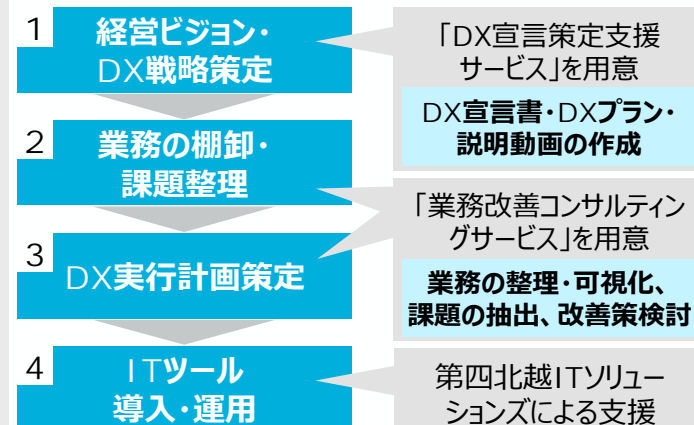 1
経営ビジョン・
DX戦略策定
「DX宣言策定支援
サービス」を用意
DX宣言書・DXプラン・
説明動画の作成
2
業務の棚卸・
課題整理
「業務改善コンサルティン
グサービス」を用意
業務の整理・可視化、
課題の抽出、改善策検討
3
DX実行計画策定
4
ITツール
導入・運用
第四北越ITソリュー
ションズによる支援